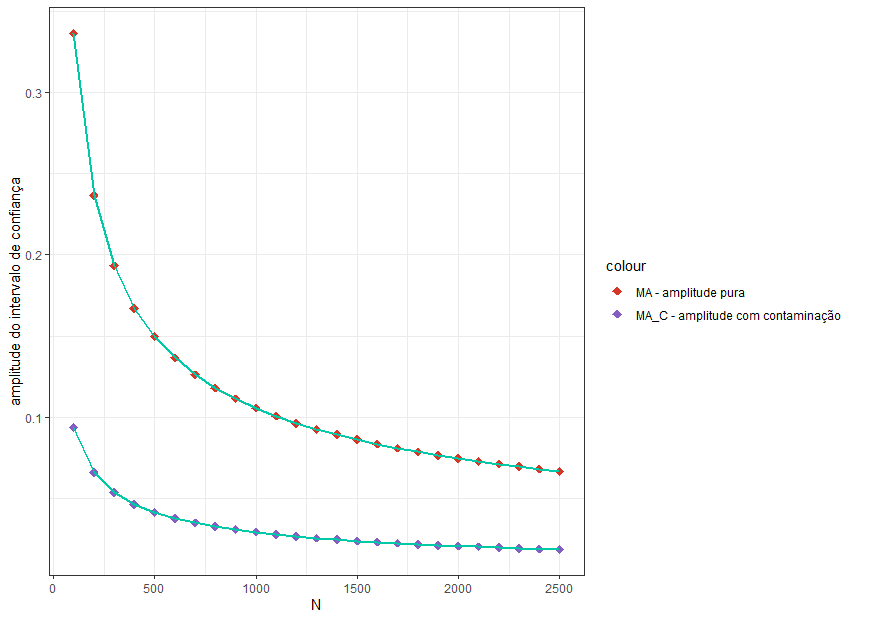 amplitude do intervalo de confiança
0.3
0.2
0.1
0
500
1000
1500
2000
2500
N
colour
MA - amplitude pura
MA_C - amplitude com contaminação